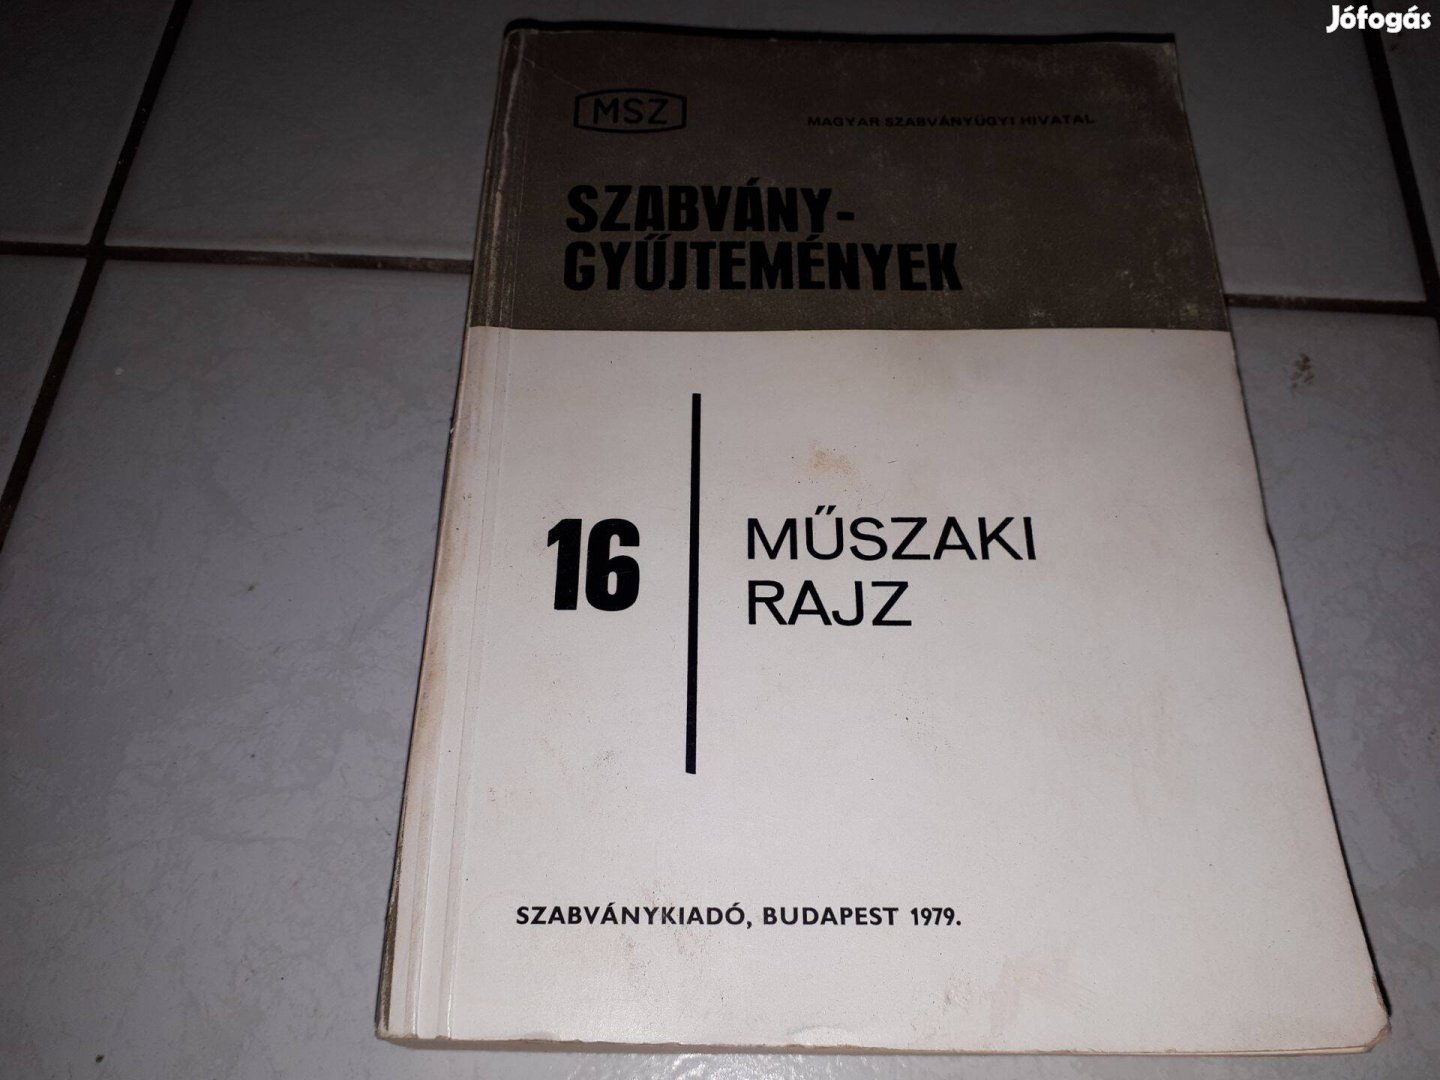 Jófogás
MSZ
MAGYAR SZABVÁNYÜGYI HIVATAL
SZABVÁNY-
GYŰJTEMÉNYEK
16
MŰSZAKI
RAJZ
SZABVÁNYKIADÓ, BUDAPEST 1979.